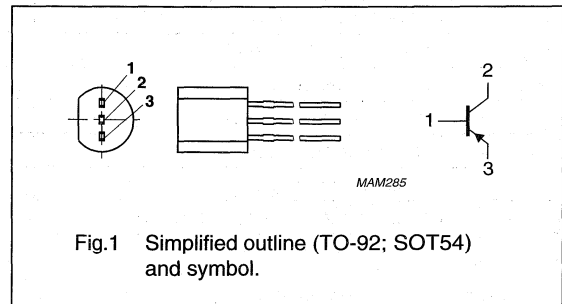 1
2
3
2
1
3
MAM285
Fig.1 Simplified outline (TO-92; SOT54)
and symbol.